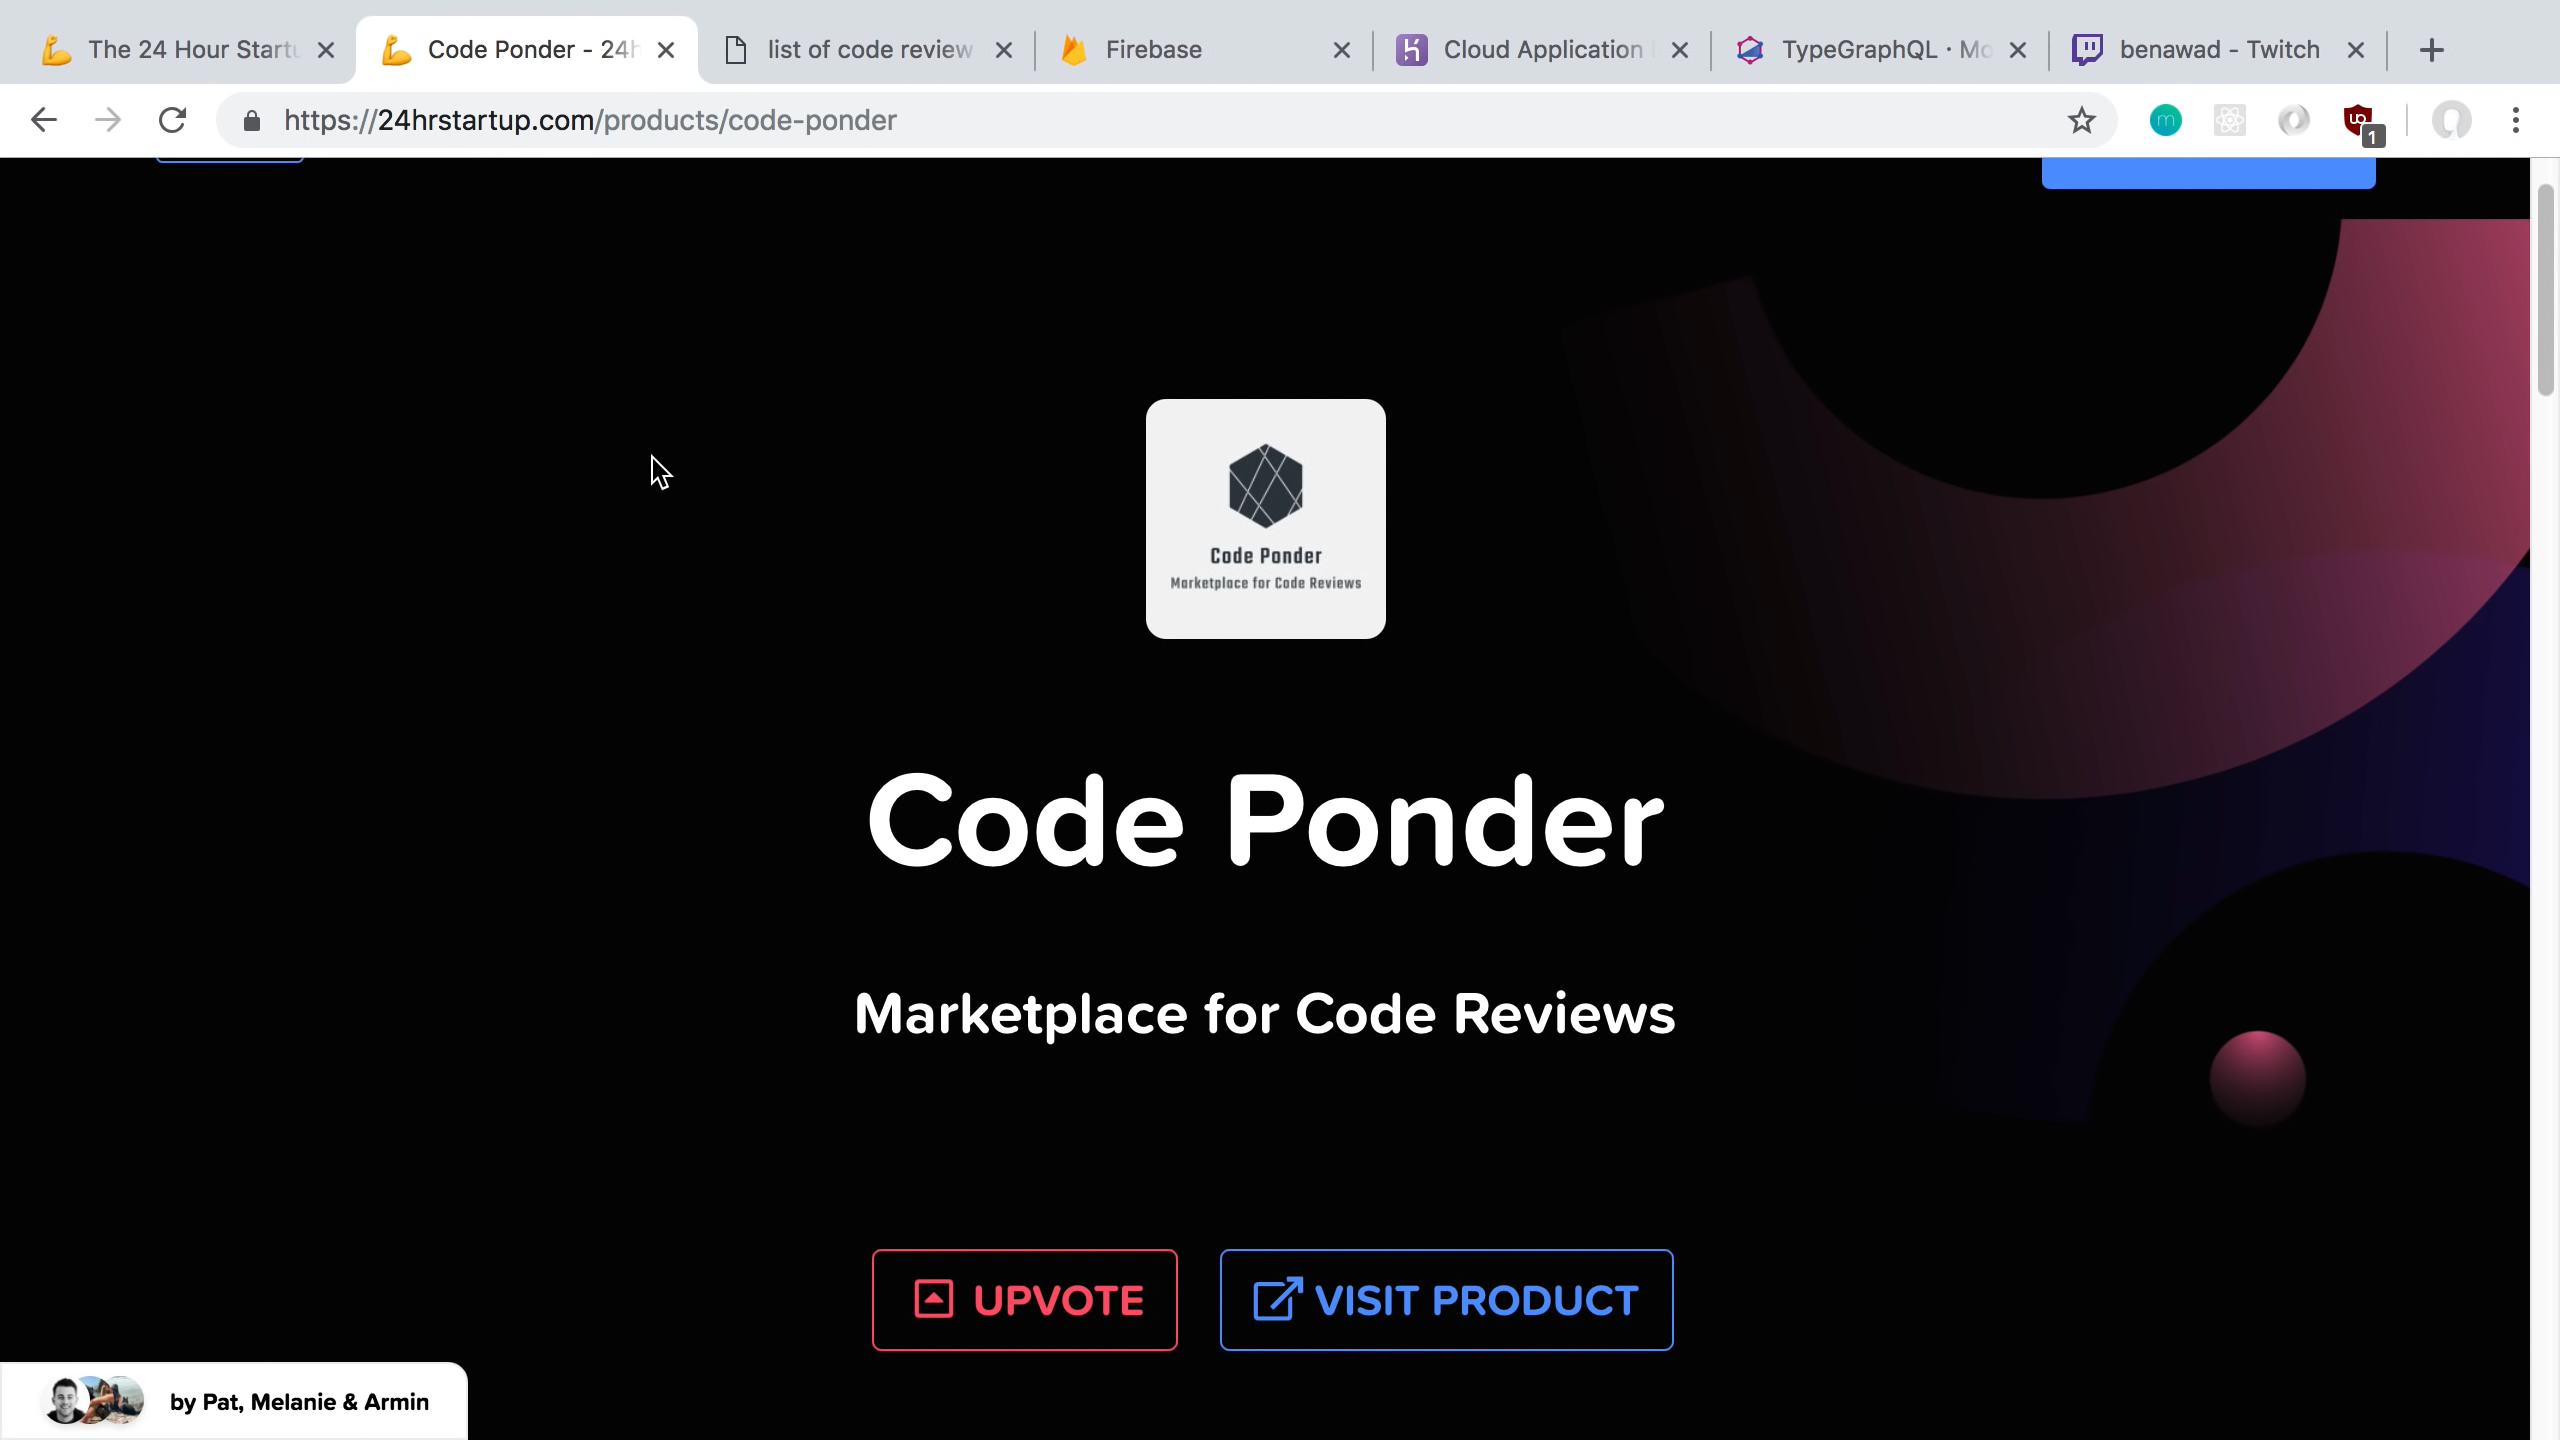 The 24 Hour Startu
Code Ponder - 24h
list of code review
Firebase
Cloud Application
TypeGraphQL · Mo
benawad - Twitch
https://24hrstartup.com/products/code-ponder
m
1
Code Ponder
Marketplace for Code Reviews
Code Ponder
Marketplace for Code Reviews
UPVOTE
VISIT PRODUCT
by Pat, Melanie & Armin